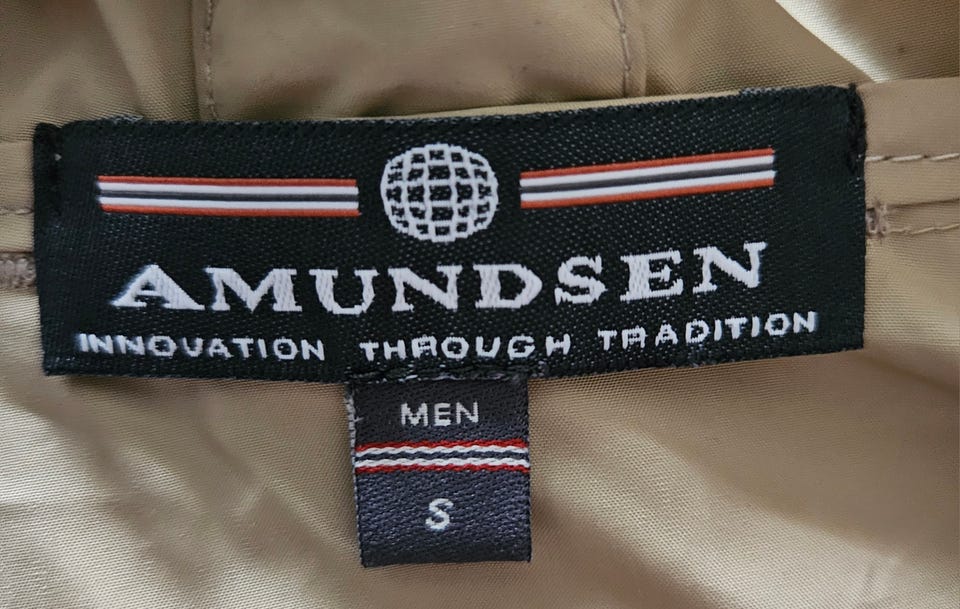 AMUNDSEN
INNOVATION THROUGH TRADITION
MEN
S